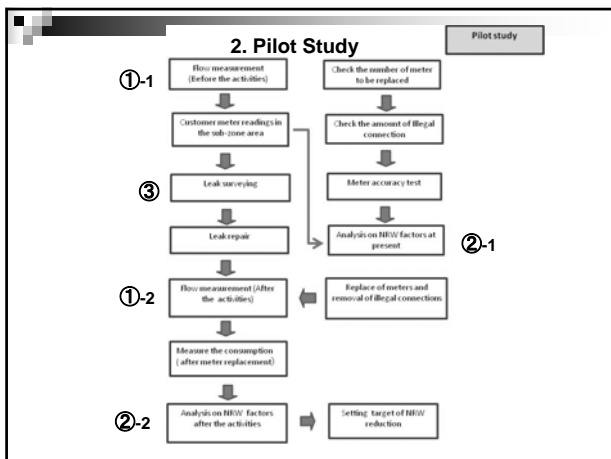 Pilot study
2. Pilot Study
①-1
Flow measurement
(Before the activities)
Customer meter readings in
the sub-zone area
③
Leak surveying
Leak repair
①-2
Flow measurement (After
the activities)
Measure the consumption
(after meter replacement)
②-2
Analysis on NRW factors
after the activities
Check the number of meter
to be replaced
Check the amount of Illegal
connection
Meter accuracy test
Analysis on NRW factors at
present
②-1
Replace of meters and
removal of illegal connections
Setting target of NRW
reduction